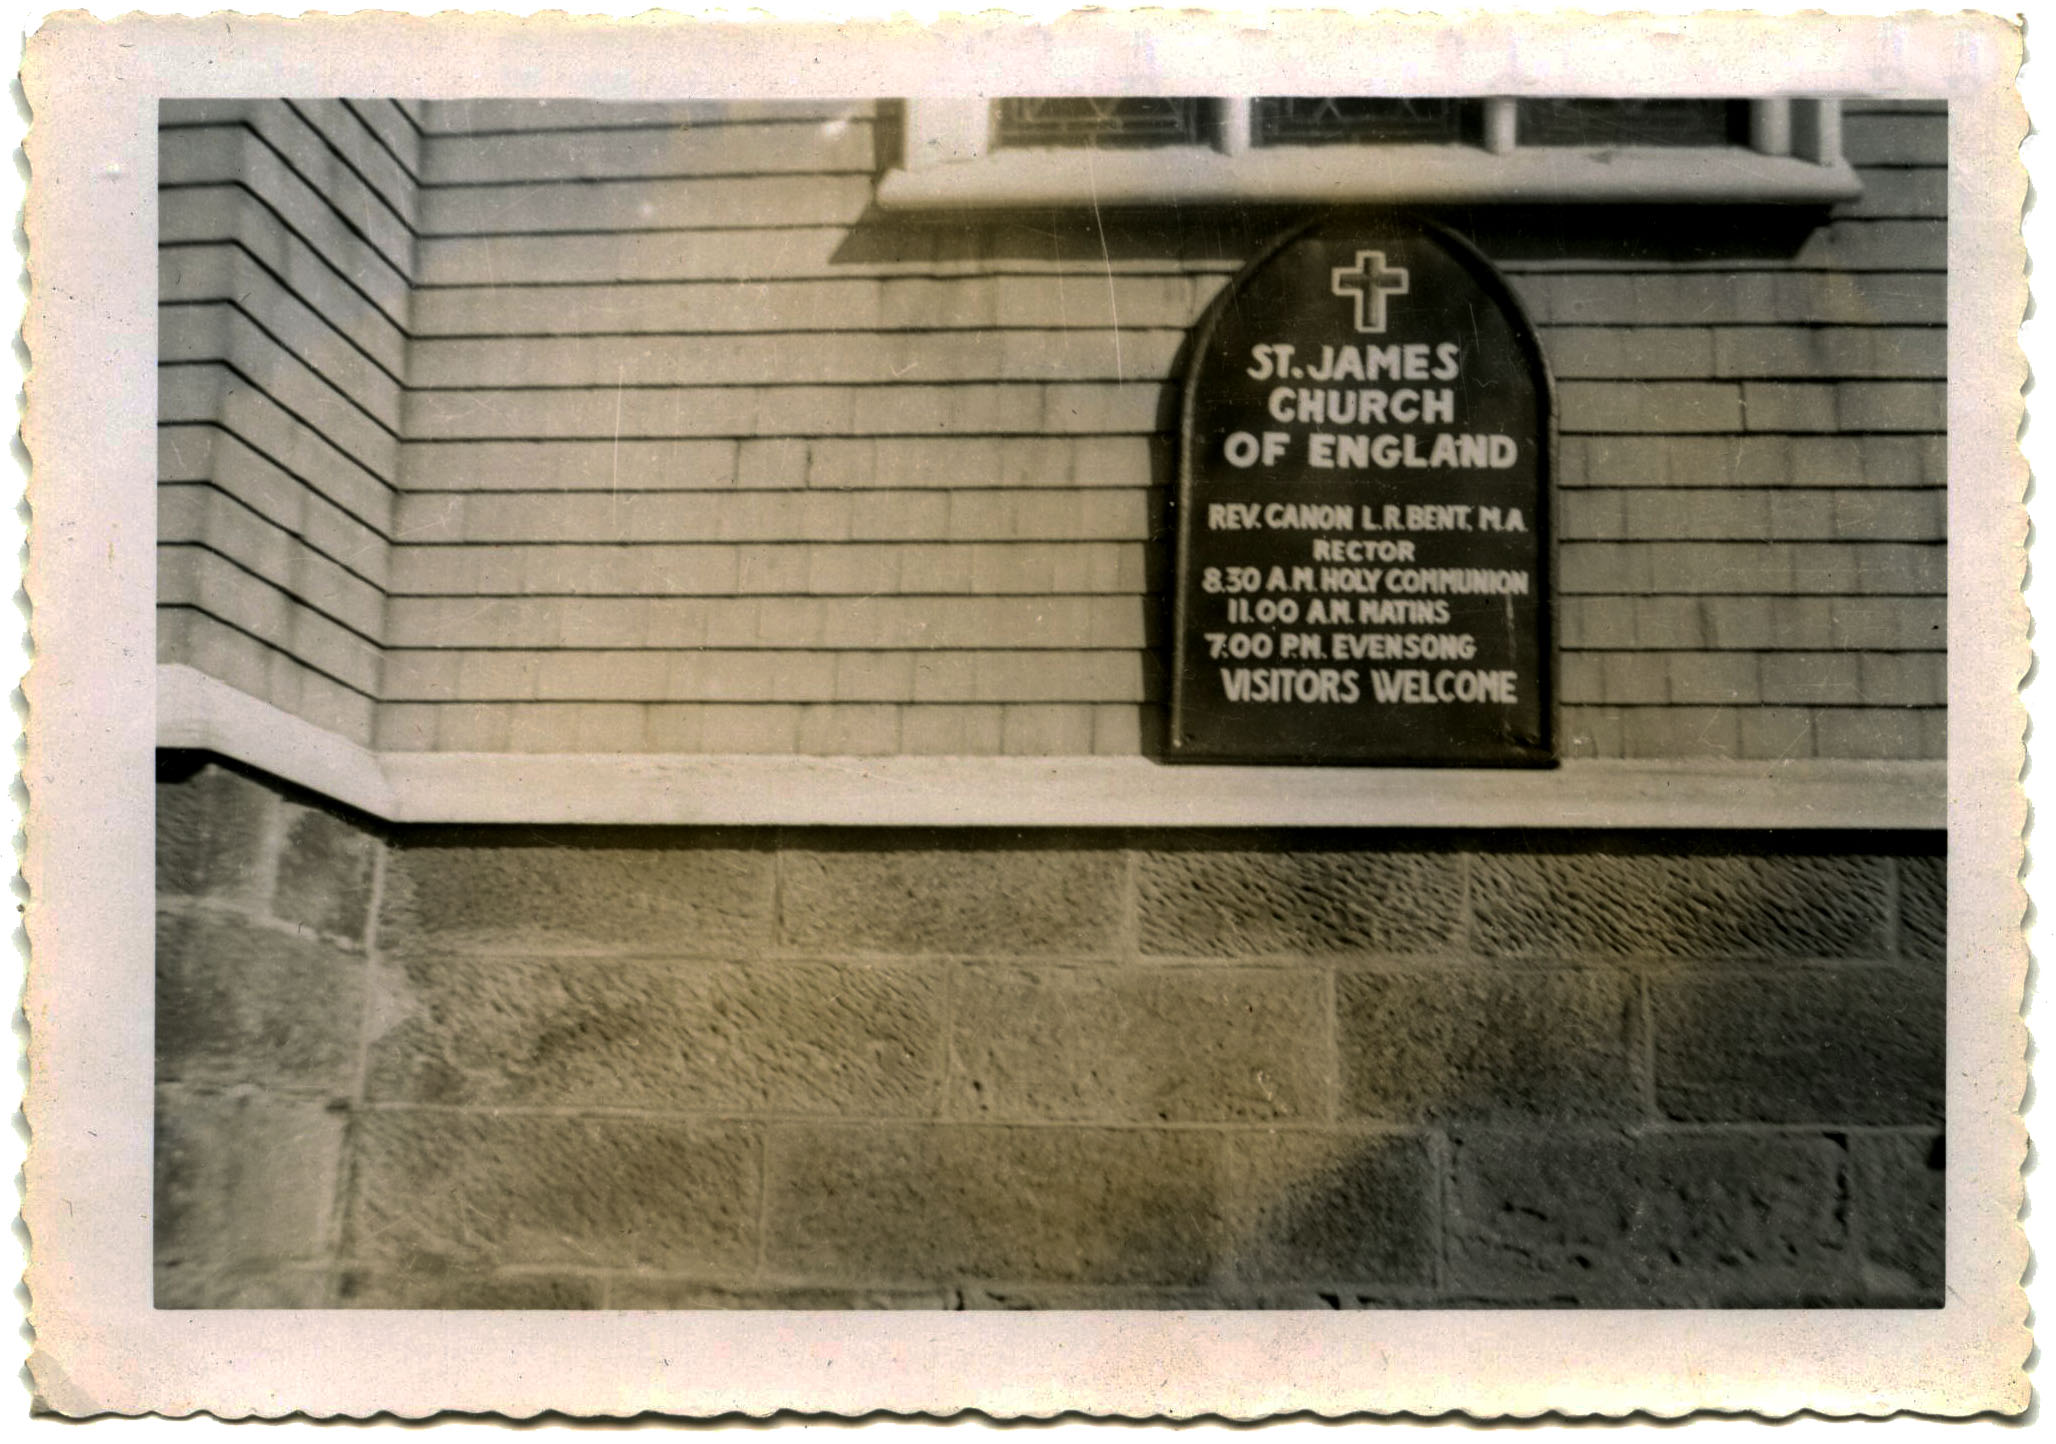 ST. JAMES
CHURCH
OF ENGLAND
REV. CANON L.R. BENT, M.A.
RECTOR
8.30 A.M. HOLY COMMUNION
11.00 A.M. MATINS
7:00 P.M. EVENSONG
VISITORS WELCOME